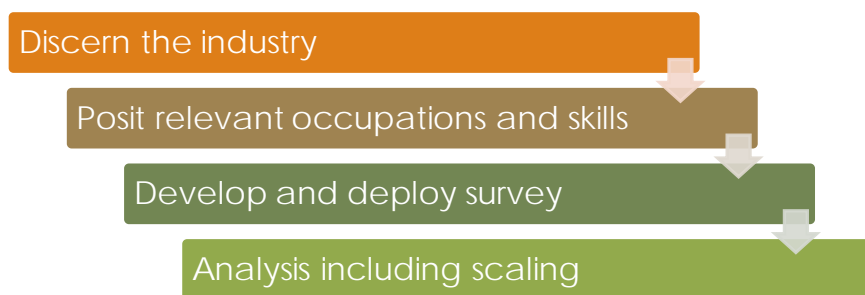 Discern the industry
Posit relevant occupations and skills
Develop and deploy survey
Analysis including scaling